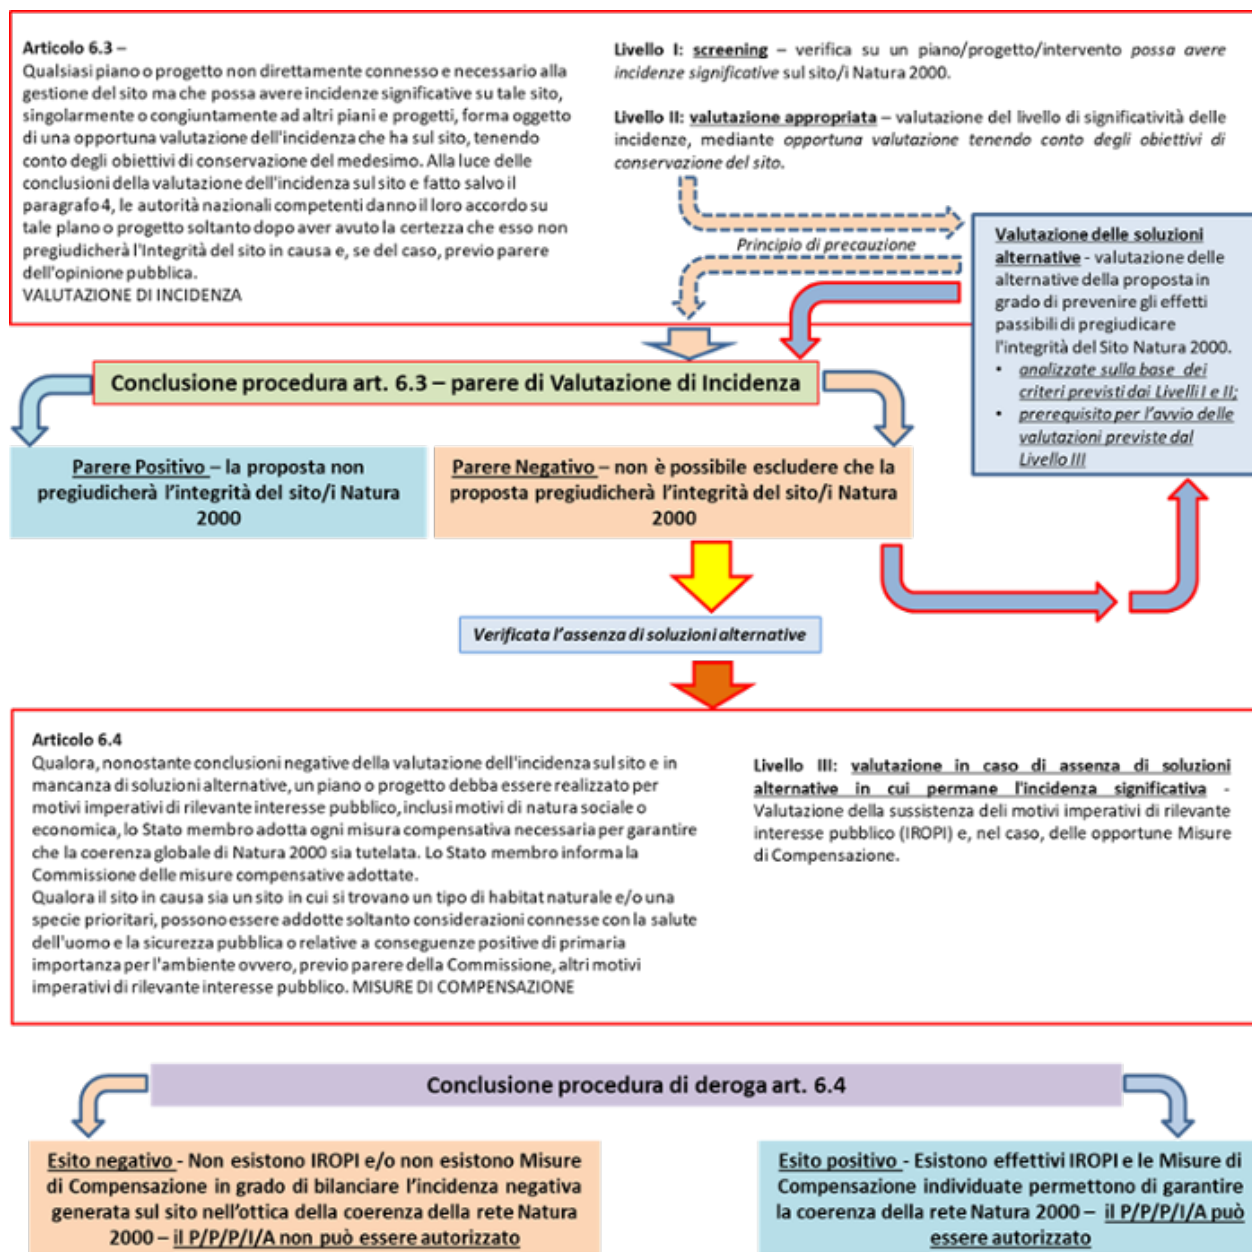 Articolo 6.3 –
Qualsiasi piano o progetto non direttamente connesso e necessario alla
gestione del sito ma che possa avere incidenze significative su tale sito,
singolarmente o congiuntamente ad altri piani e progetti, forma oggetto
di una opportuna valutazione dell'incidenza che ha sul sito, tenendo
conto degli obiettivi di conservazione del medesimo. Alla luce delle
conclusioni della valutazione dell'incidenza sul sito e fatto salvo il
paragrafo 4, le autorità nazionali competenti danno il loro accordo su
tale piano o progetto soltanto dopo aver avuto la certezza che esso non
pregiudicherà l'Integrità del sito in causa e, se del caso, previo parere
dell'opinione pubblica.
VALUTAZIONE DI INCIDENZA
Livello I: screening – verifica su un piano/progetto/intervento possa avere
incidenze significative sul sito/i Natura 2000.
Livello II: valutazione appropriata – valutazione del livello di significatività delle
incidenze, mediante opportuna valutazione tenendo conto degli obiettivi di
conservazione del sito.
Principio di precauzione
Valutazione delle soluzioni
alternative - valutazione delle
alternative della proposta in
grado di prevenire gli effetti
passibili di pregiudicare
l'integrità del Sito Natura 2000.
• analizzate sulla base dei
criteri previsti dai Livelli I e II;
• prerequisito per l'avvio delle
valutazioni previste dal
Livello III
Conclusione procedura art. 6.3 – parere di Valutazione di Incidenza
Parere Positivo – la proposta non
pregiudicherà l'integrità del sito/i Natura
2000
Parere Negativo – non è possibile escludere che la
proposta pregiudicherà l'integrità del sito/i Natura
2000
Verificata l'assenza di soluzioni alternative
Articolo 6.4
Qualora, nonostante conclusioni negative della valutazione dell'incidenza sul sito e in
mancanza di soluzioni alternative, un piano o progetto debba essere realizzato per
motivi imperativi di rilevante interesse pubblico, inclusi motivi di natura sociale o
economica, lo Stato membro adotta ogni misura compensativa necessaria per garantire
che la coerenza globale di Natura 2000 sia tutelata. Lo Stato membro informa la
Commissione delle misure compensative adottate.
Qualora il sito in causa sia un sito in cui si trovano un tipo di habitat naturale e/o una
specie prioritari, possono essere addotte soltanto considerazioni connesse con la salute
dell'uomo e la sicurezza pubblica o relative a conseguenze positive di primaria
importanza per l'ambiente ovvero, previo parere della Commissione, altri motivi
imperativi di rilevante interesse pubblico. MISURE DI COMPENSAZIONE
Livello III: valutazione in caso di assenza di soluzioni
alternative in cui permane l'incidenza significativa -
Valutazione della sussistenza deli motivi imperativi di rilevante
interesse pubblico (IROPI) e, nel caso, delle opportune Misure
di Compensazione.
Conclusione procedura di deroga art. 6.4
Esito negativo - Non esistono IROPI e/o non esistono Misure
di Compensazione in grado di bilanciare l'incidenza negativa
generata sul sito nell'ottica della coerenza della rete Natura
2000 – il P/P/P/I/A non può essere autorizzato
Esito positivo - Esistono effettivi IROPI e le Misure di
Compensazione individuate permettono di garantire
la coerenza della rete Natura 2000 – il P/P/P/I/A può
essere autorizzato